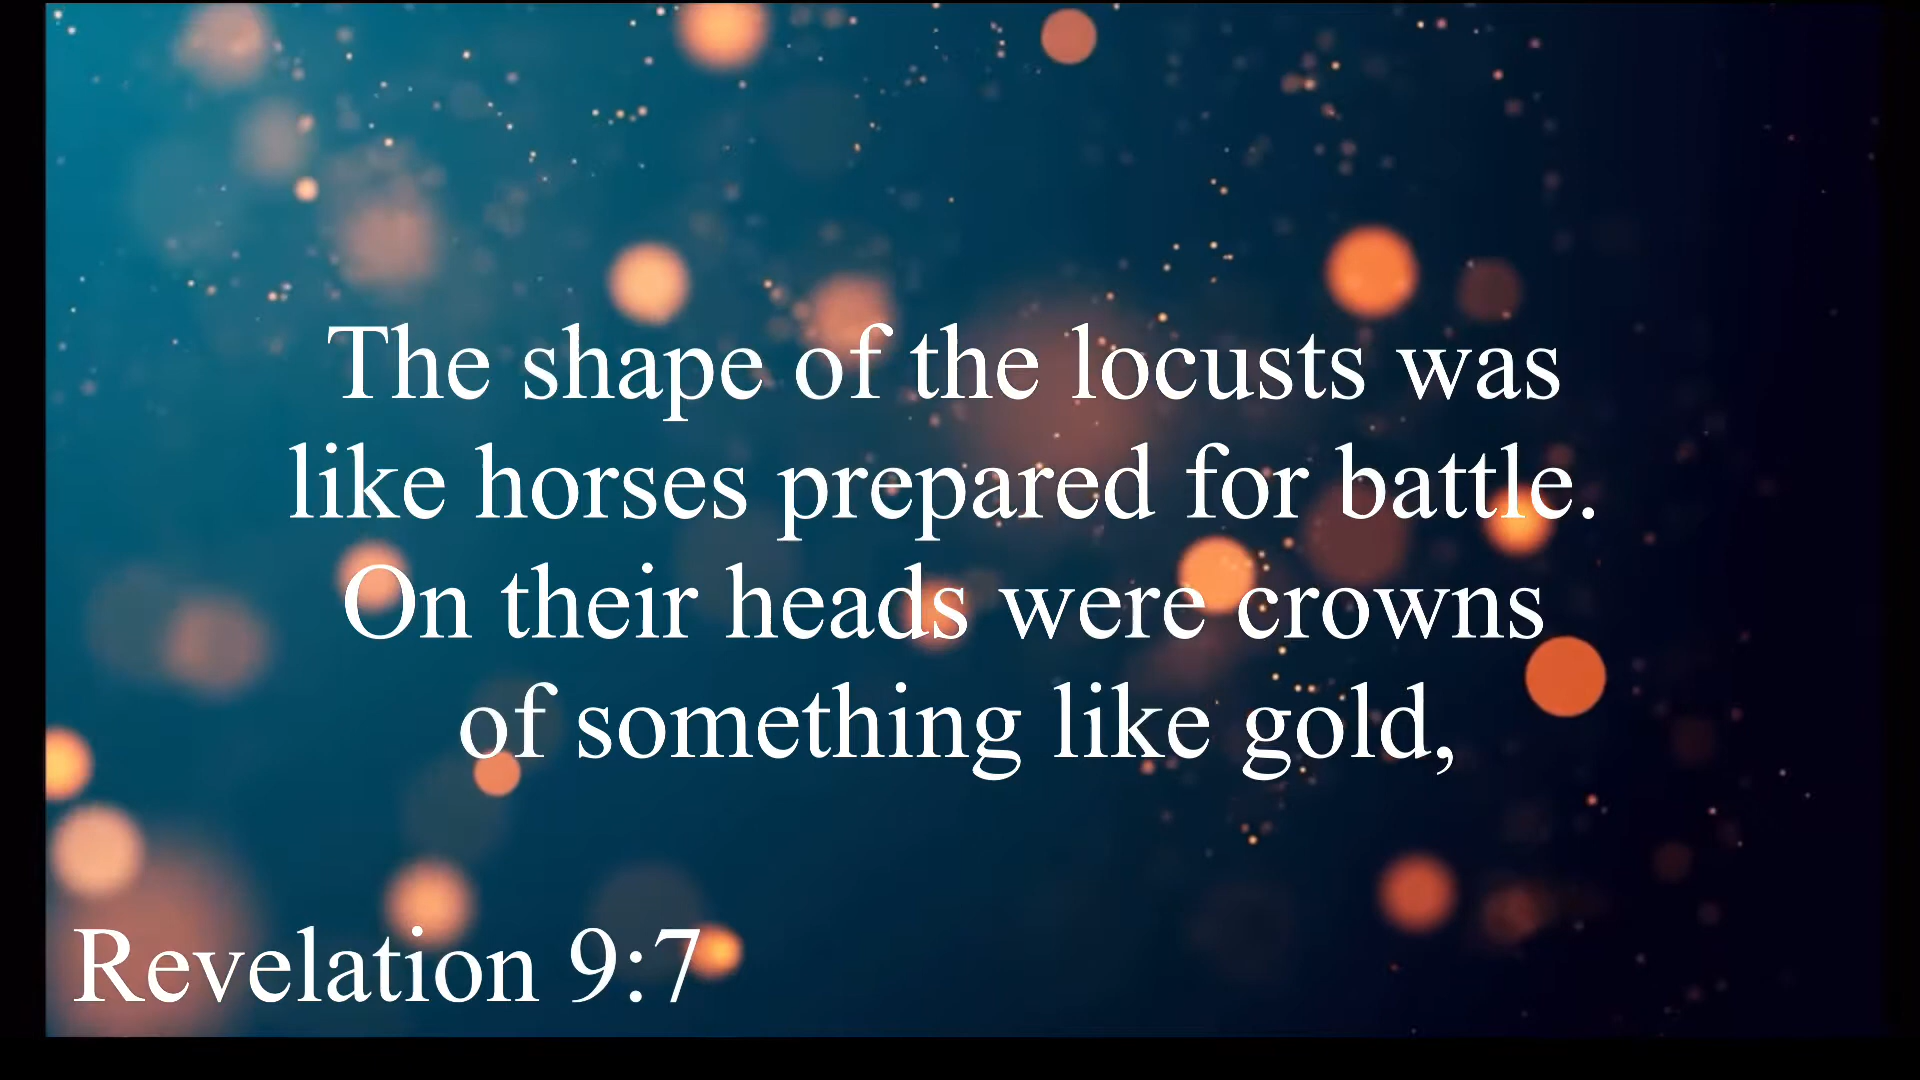 The shape of the locusts was
like horses prepared for battle.
On their heads were crowns
of something like gold,
Revelation 9:7